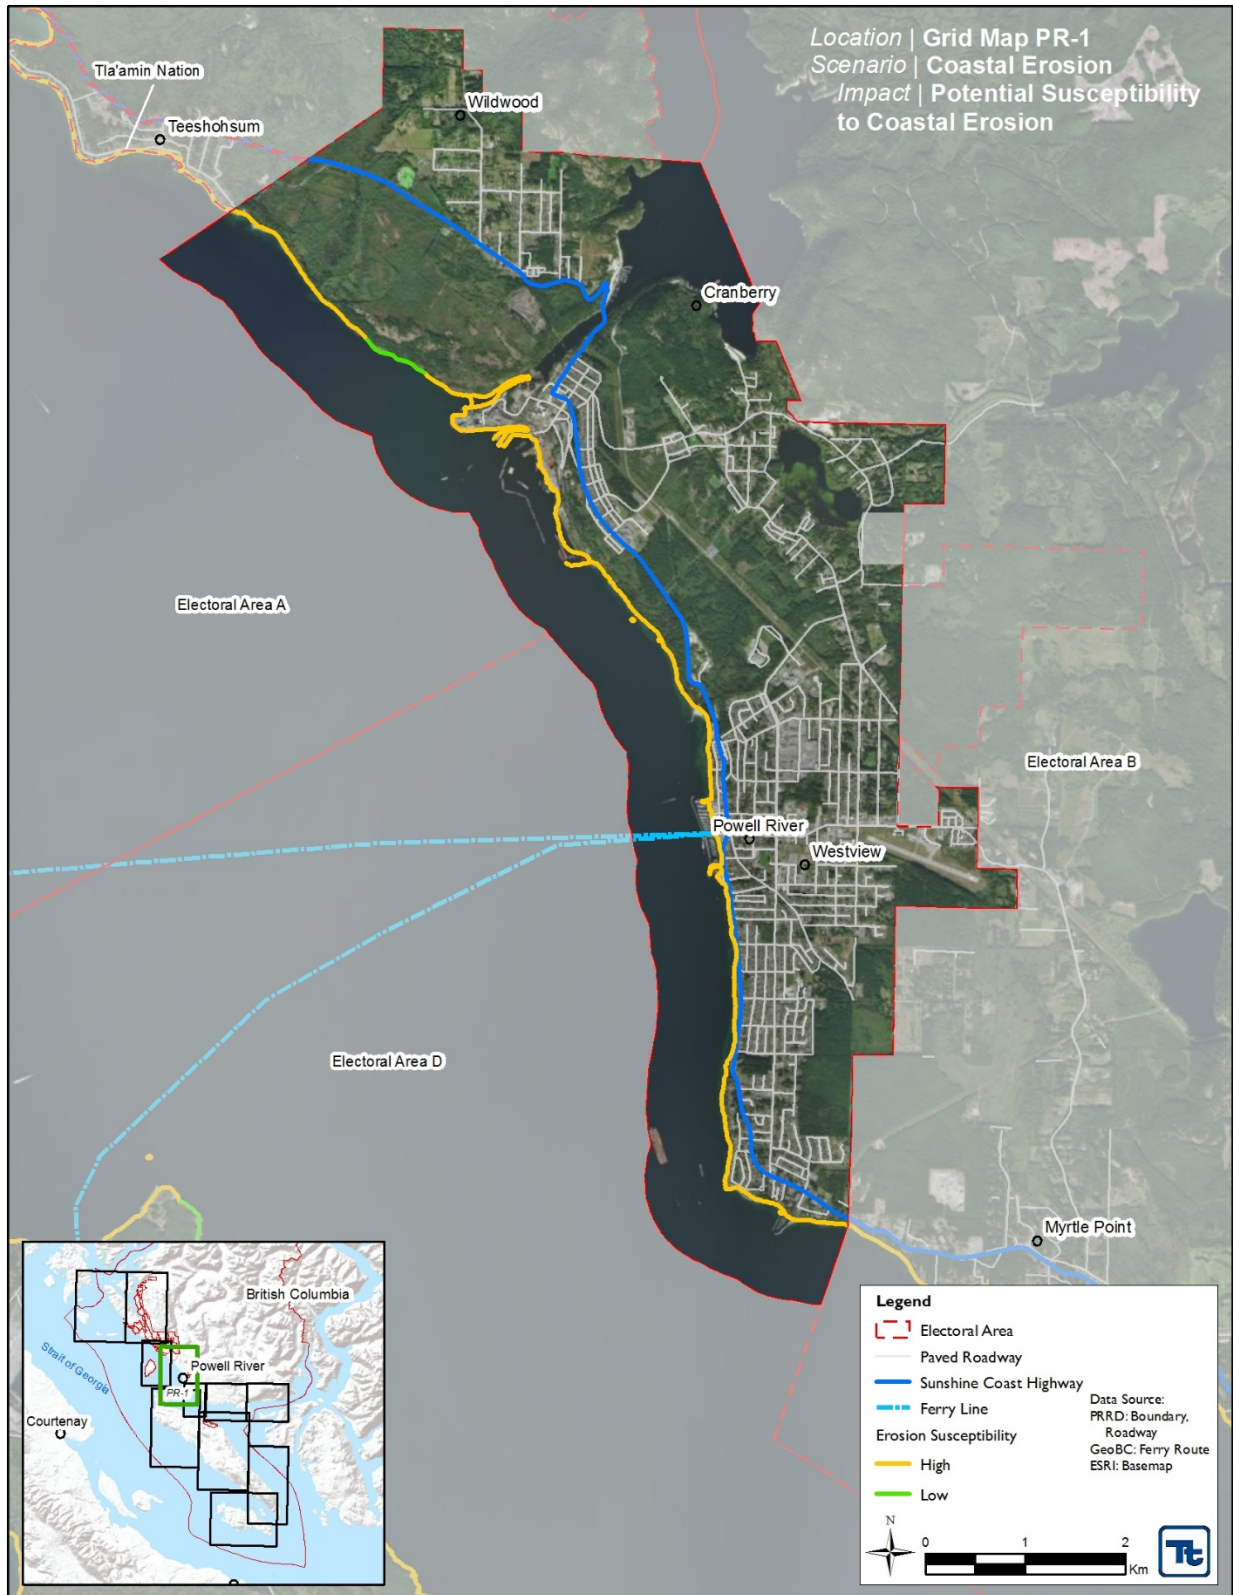 Location | Grid Map PR-1
Scenario | Coastal Erosion
Impact | Potential Susceptibility
to Coastal Erosion
Tla'amin Nation
Teeshohsum
Wildwood
Cranberry
Electoral Area A
Electoral Area B
Powell River
Westview
Electoral Area D
Myrtle Point
British Columbia
Strait of Georgia
Powell River
PR-1
Courtenay
Legend
Electoral Area
Paved Roadway
Sunshine Coast Highway
Ferry Line
Erosion Susceptibility
High
Low
Data Source:
PRRD: Boundary,
Roadway
GeoBC: Ferry Route
ESRI: Basemap
N
0 1 2
Km
Tt